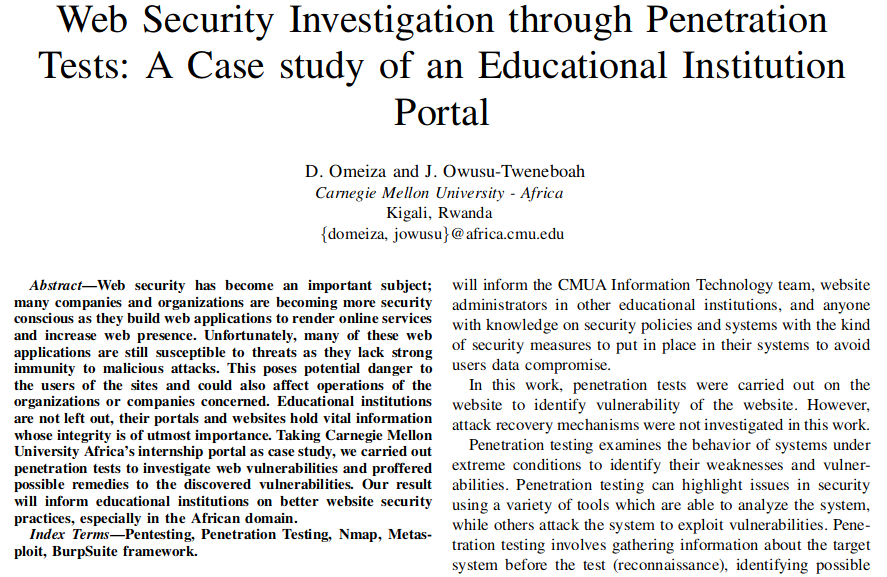 Web Security Investigation through Penetration
Tests: A Case study of an Educational Institution
Portal
D. Omeiza and J. Owusu-Tweneboah
Carnegie Mellon University - Africa
Kigali, Rwanda
{domeiza, jowusu}@africa.cmu.edu
Abstract—Web security has become an important subject;
many companies and organizations are becoming more security
conscious as they build web applications to render online services
and increase web presence. Unfortunately, many of these web
applications are still susceptible to threats as they lack strong
immunity to malicious attacks. This poses potential danger to
the users of the sites and could also affect operations of the
organizations or companies concerned. Educational institutions
are not left out, their portals and websites hold vital information
whose integrity is of utmost importance. Taking Carnegie Mellon
University Africa's internship portal as case study, we carried out
penetration tests to investigate web vulnerabilities and proffered
possible remedies to the discovered vulnerabilities. Our result
will inform educational institutions on better website security
practices, especially in the African domain.
Index Terms—Pentesting, Penetration Testing, Nmap, Metas-
ploit, BurpSuite framework.
will inform the CMUA Information Technology team, website
administrators in other educational institutions, and anyone
with knowledge on security policies and systems with the kind
of security measures to put in place in their systems to avoid
users data compromise.
In this work, penetration tests were carried out on the
website to identify vulnerability of the website. However,
attack recovery mechanisms were not investigated in this work.
Penetration testing examines the behavior of systems under
extreme conditions to identify their weaknesses and vulner-
abilities. Penetration testing can highlight issues in security
using a variety of tools which are able to analyze the system,
while others attack the system to exploit vulnerabilities. Pene-
tration testing involves gathering information about the target
system before the test (reconnaissance), identifying possible